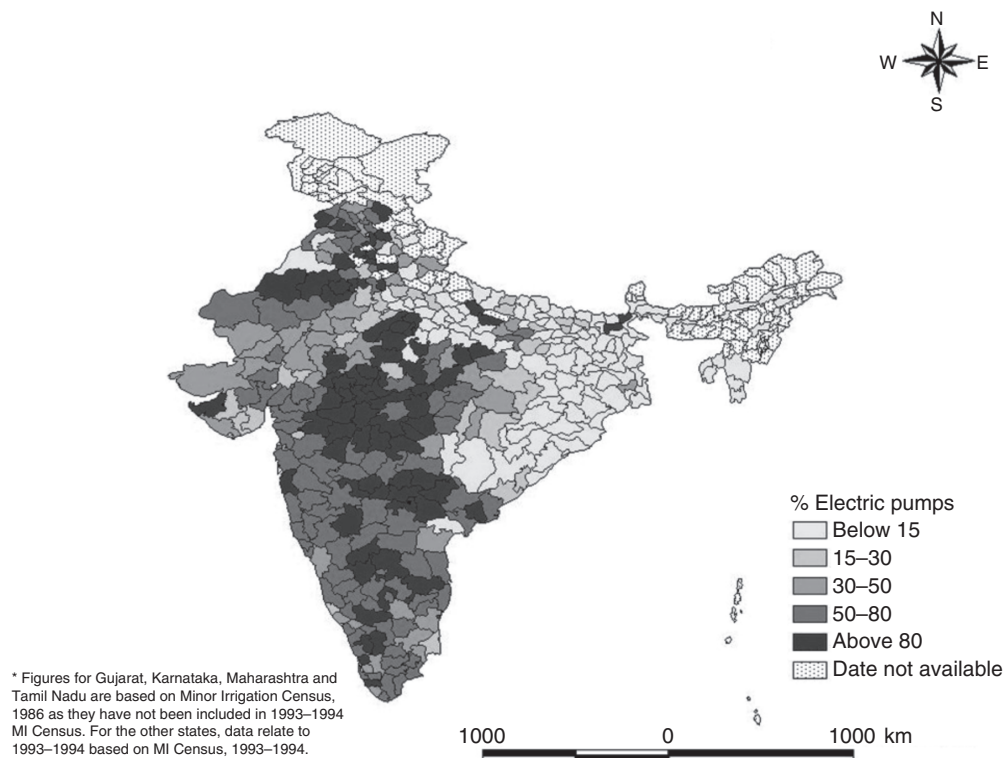 N
W E
S
% Electric pumps
Below 15
15–30
30–50
50–80
Above 80
Date not available
* Figures for Gujarat, Karnataka, Maharashtra and
Tamil Nadu are based on Minor Irrigation Census,
1986 as they have not been included in 1993–1994
MI Census. For the other states, data relate to
1993–1994 based on MI Census, 1993–1994.
1000 0 1000 km